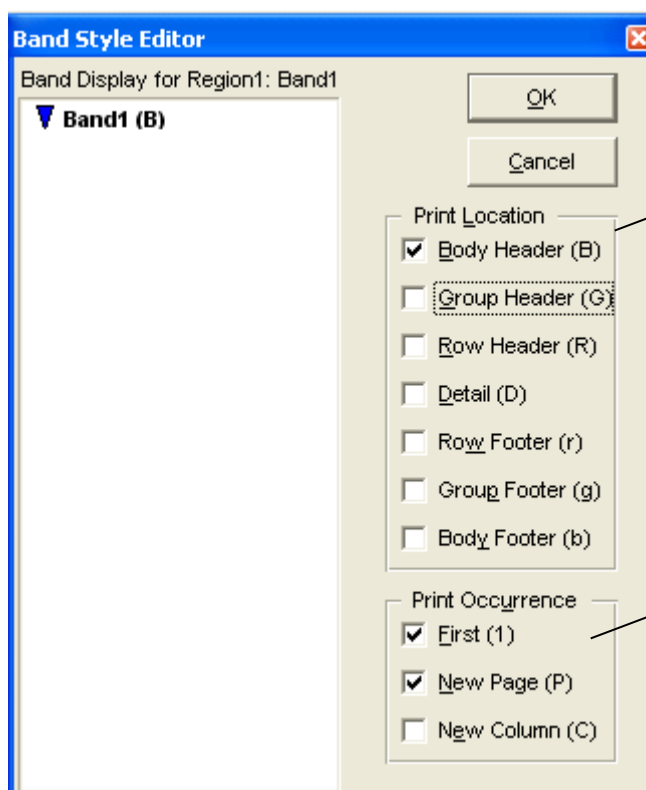 Band Style Editor
Band Display for Region1: Band1
Band1 (B)
OK
Cancel
Print Location
Body Header (B)
Group Header (G)
Row Header (R)
Detail (D)
Row Footer (r)
Group Footer (g)
Body Footer (b)
Print Occurrence
First (1)
New Page (P)
New Column (C)